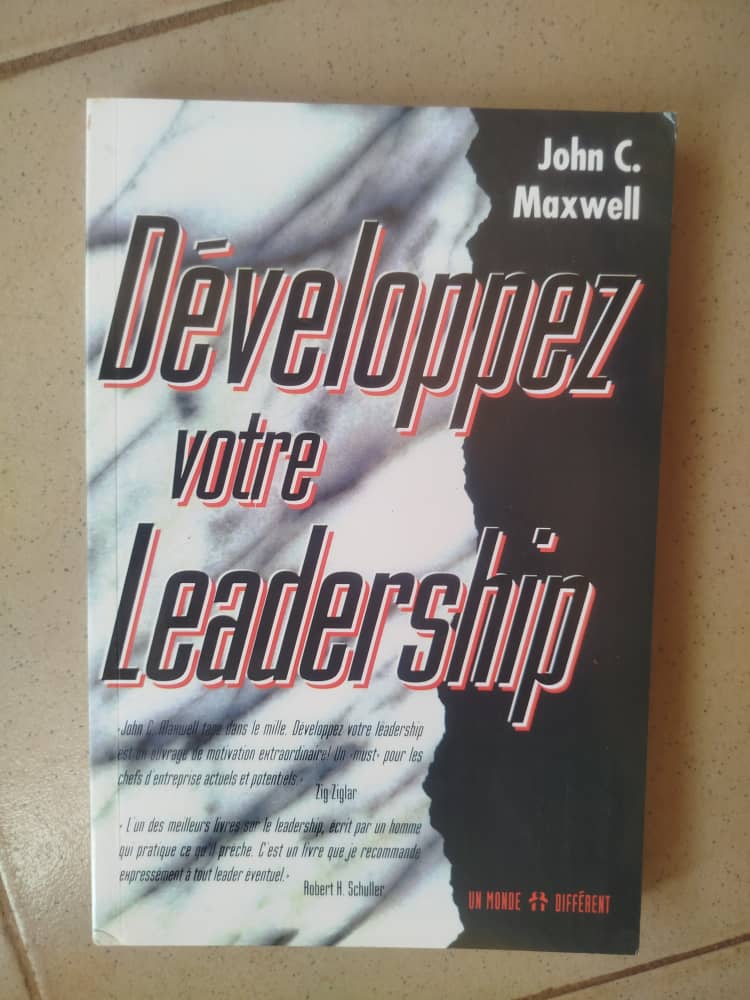 John C.
Maxwell
Développez
votre
Leadership
«John C. Maxwell tape dans le mille. Développez votre leadership
est un ouvrage de motivation extraordinaire! Un «must» pour les
chefs d'entreprise actuels et potentiels.»
Zig Ziglar
« L'un des meilleurs livres sur le leadership, écrit par un homme
qui pratique ce qu'il prêche. C'est un livre que je recommande
expressément à tout leader éventuel.»
Robert H. Schuller
UN MONDE DIFFÉRENT